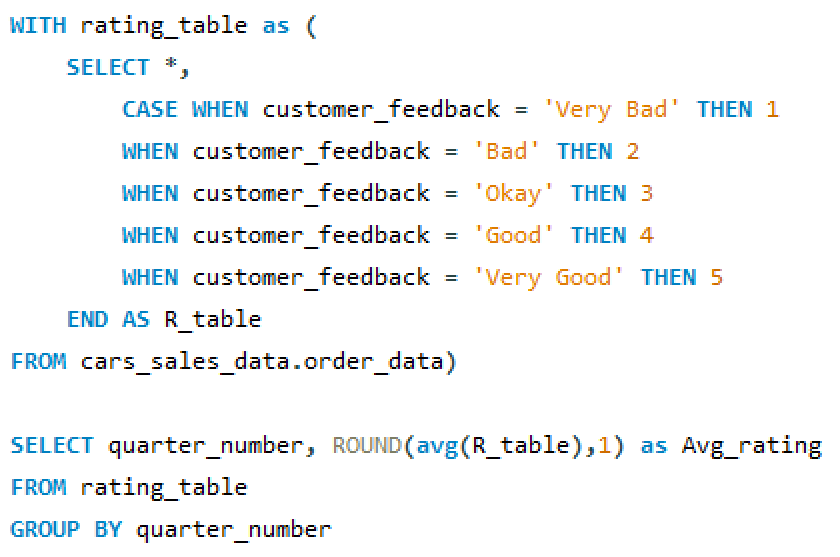 WITH rating_table as (
SELECT *,
CASE WHEN customer_feedback = 'Very Bad' THEN 1
WHEN customer_feedback = 'Bad' THEN 2
WHEN customer_feedback = 'Okay' THEN 3
WHEN customer_feedback = 'Good' THEN 4
WHEN customer_feedback = 'Very Good' THEN 5
END AS R_table
FROM cars_sales_data.order_data)
SELECT quarter_number, ROUND(avg(R_table),1) as Avg_rating
FROM rating_table
GROUP BY quarter_number